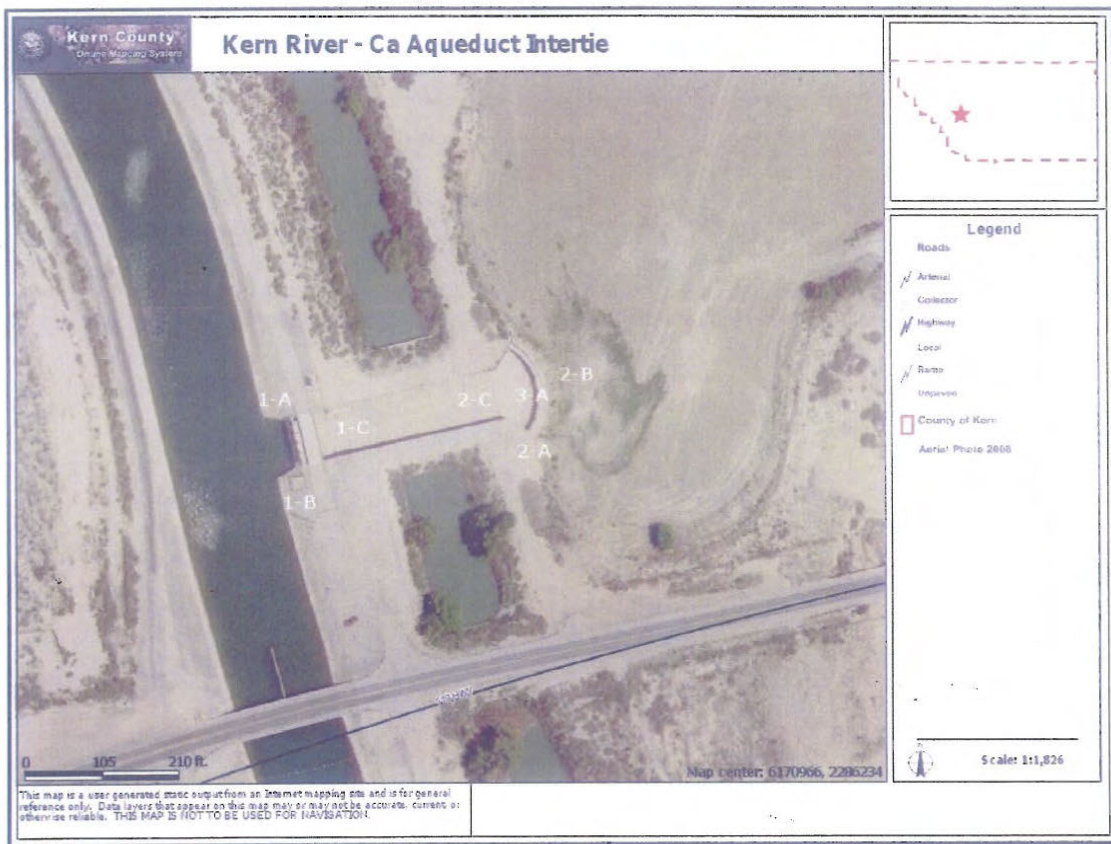 Kern County
Online Mapping System
Kern River - Ca Aqueduct Intertie
1-A
1-B
1-C
2-C
2-B
3-A
2-A
0 105 210 ft.
Map center: 6170966, 2286234
Legend
Roads
Arterial
Collector
Highway
Local
Ramp
Unpaved
County of Kern
Aerial Photo 2008
Scale: 1:1,826
This map is a user generated static output from an Internet mapping site and is for general
reference only. Data layers that appear on this map may or may not be accurate, current, or
otherwise reliable. THIS MAP IS NOT TO BE USED FOR NAVIGATION.